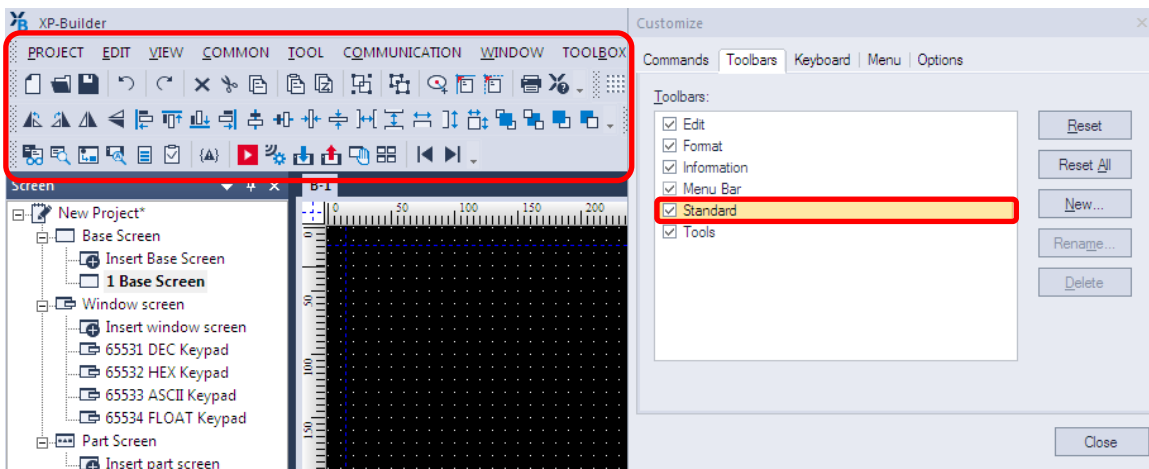 XP-Builder
PROJECT EDIT VIEW COMMON TOOL COMMUNICATION WINDOW TOOLBOX
Screen
New Project*
Base Screen
Insert Base Screen
1 Base Screen
Window screen
Insert window screen
65531 DEC Keypad
65532 HEX Keypad
65533 ASCII Keypad
65534 FLOAT Keypad
Part Screen
Insert part screen
B-1
0 50 100 150 200
0
50
100
150
Customize
Commands Toolbars Keyboard Menu Options
Toolbars:
Edit
Format
Information
Menu Bar
Standard
Tools
Reset
Reset All
New...
Rename...
Delete
Close